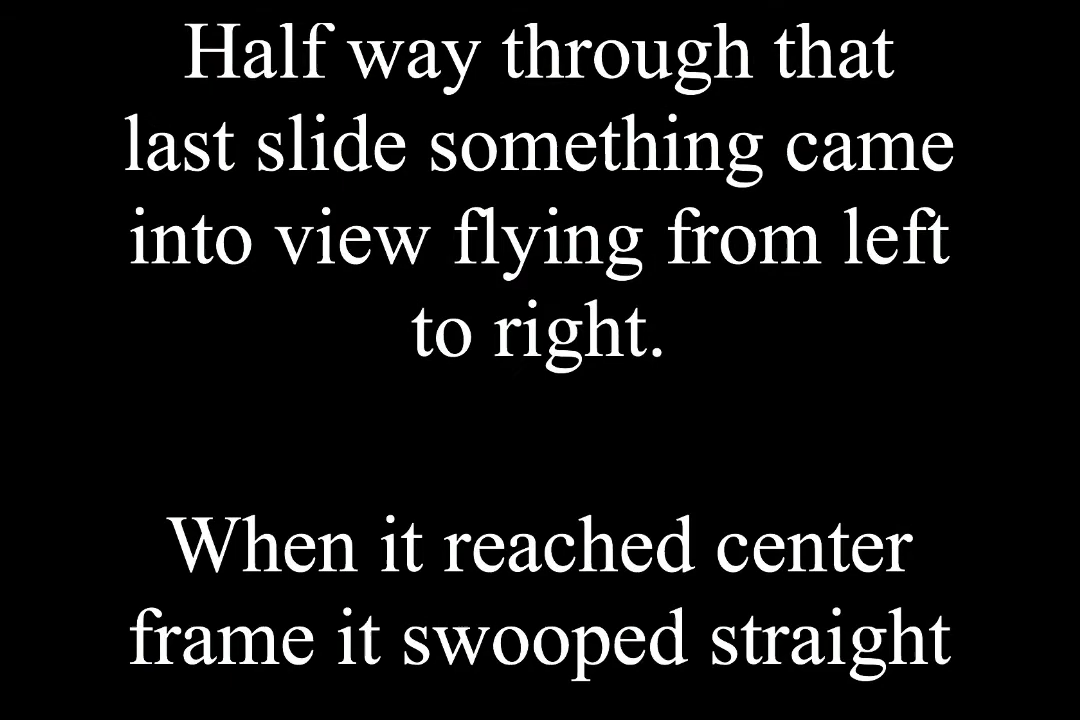 Half way through that
last slide something came
into view flying from left
to right.
When it reached center
frame it swooped straight